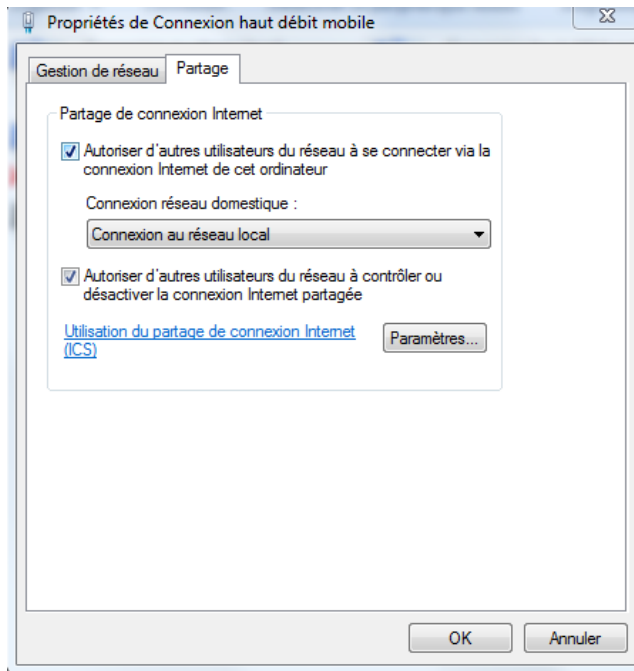 Propriétés de Connexion haut débit mobile
Gestion de réseau
Partage
Partage de connexion Internet
Autoriser d'autres utilisateurs du réseau à se connecter via la
connexion Internet de cet ordinateur
Connexion réseau domestique :
Connexion au réseau local
Autoriser d'autres utilisateurs du réseau à contrôler ou
désactiver la connexion Internet partagée
Utilisation du partage de connexion Internet
(ICS)
Paramètres...
OK
Annuler